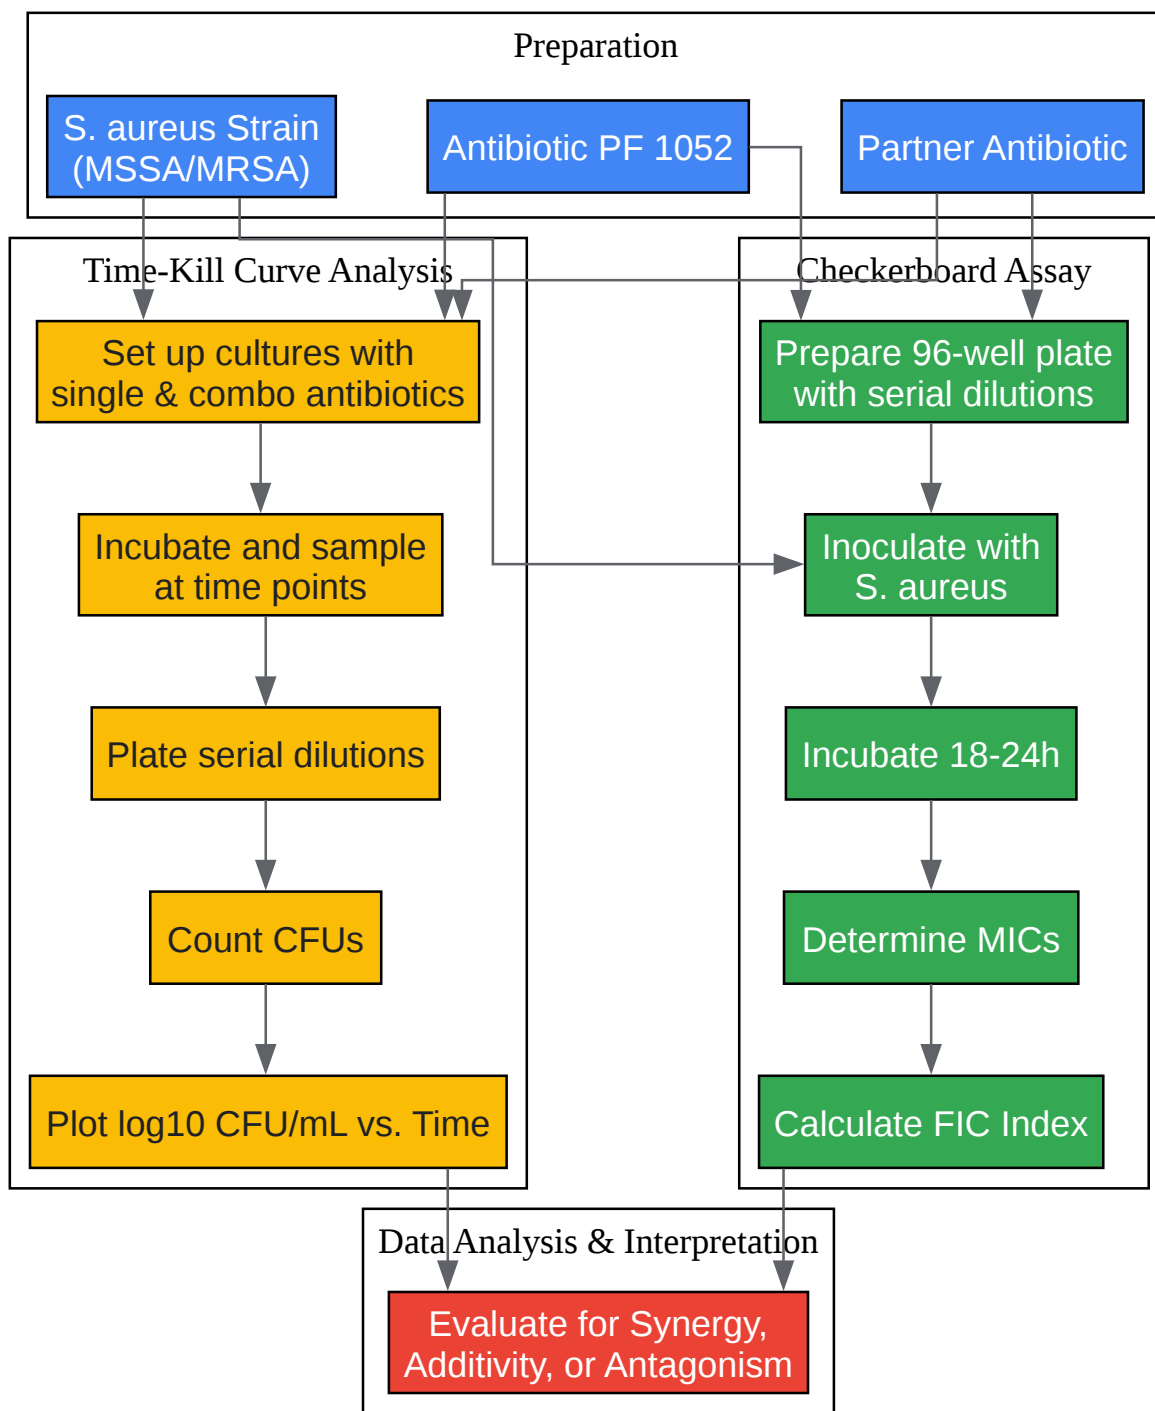 Preparation
S. aureus Strain
(MSSA/MRSA)
Antibiotic PF 1052
Partner Antibiotic
Time-Kill Curve Analysis
Set up cultures with
single & combo antibiotics
Incubate and sample
at time points
Plate serial dilutions
Count CFUs
Plot log10 CFU/mL vs. Time
Checkerboard Assay
Prepare 96-well plate
with serial dilutions
Inoculate with
S. aureus
Incubate 18-24h
Determine MICs
Calculate FIC Index
Data Analysis & Interpretation
Evaluate for Synergy,
Additivity, or Antagonism